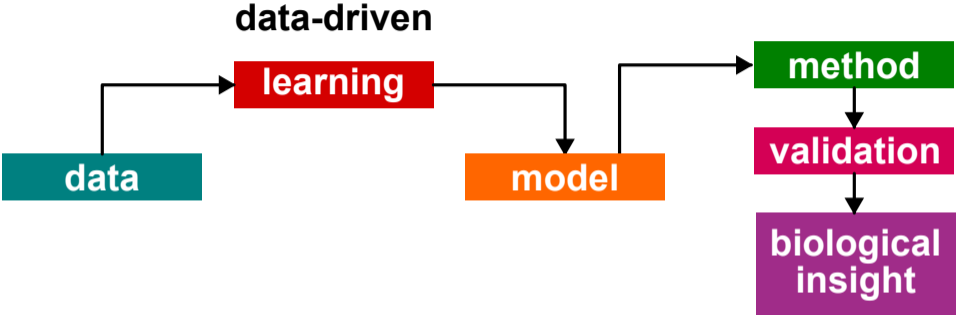 data-driven
learning
data
model
method
validation
biological
insight